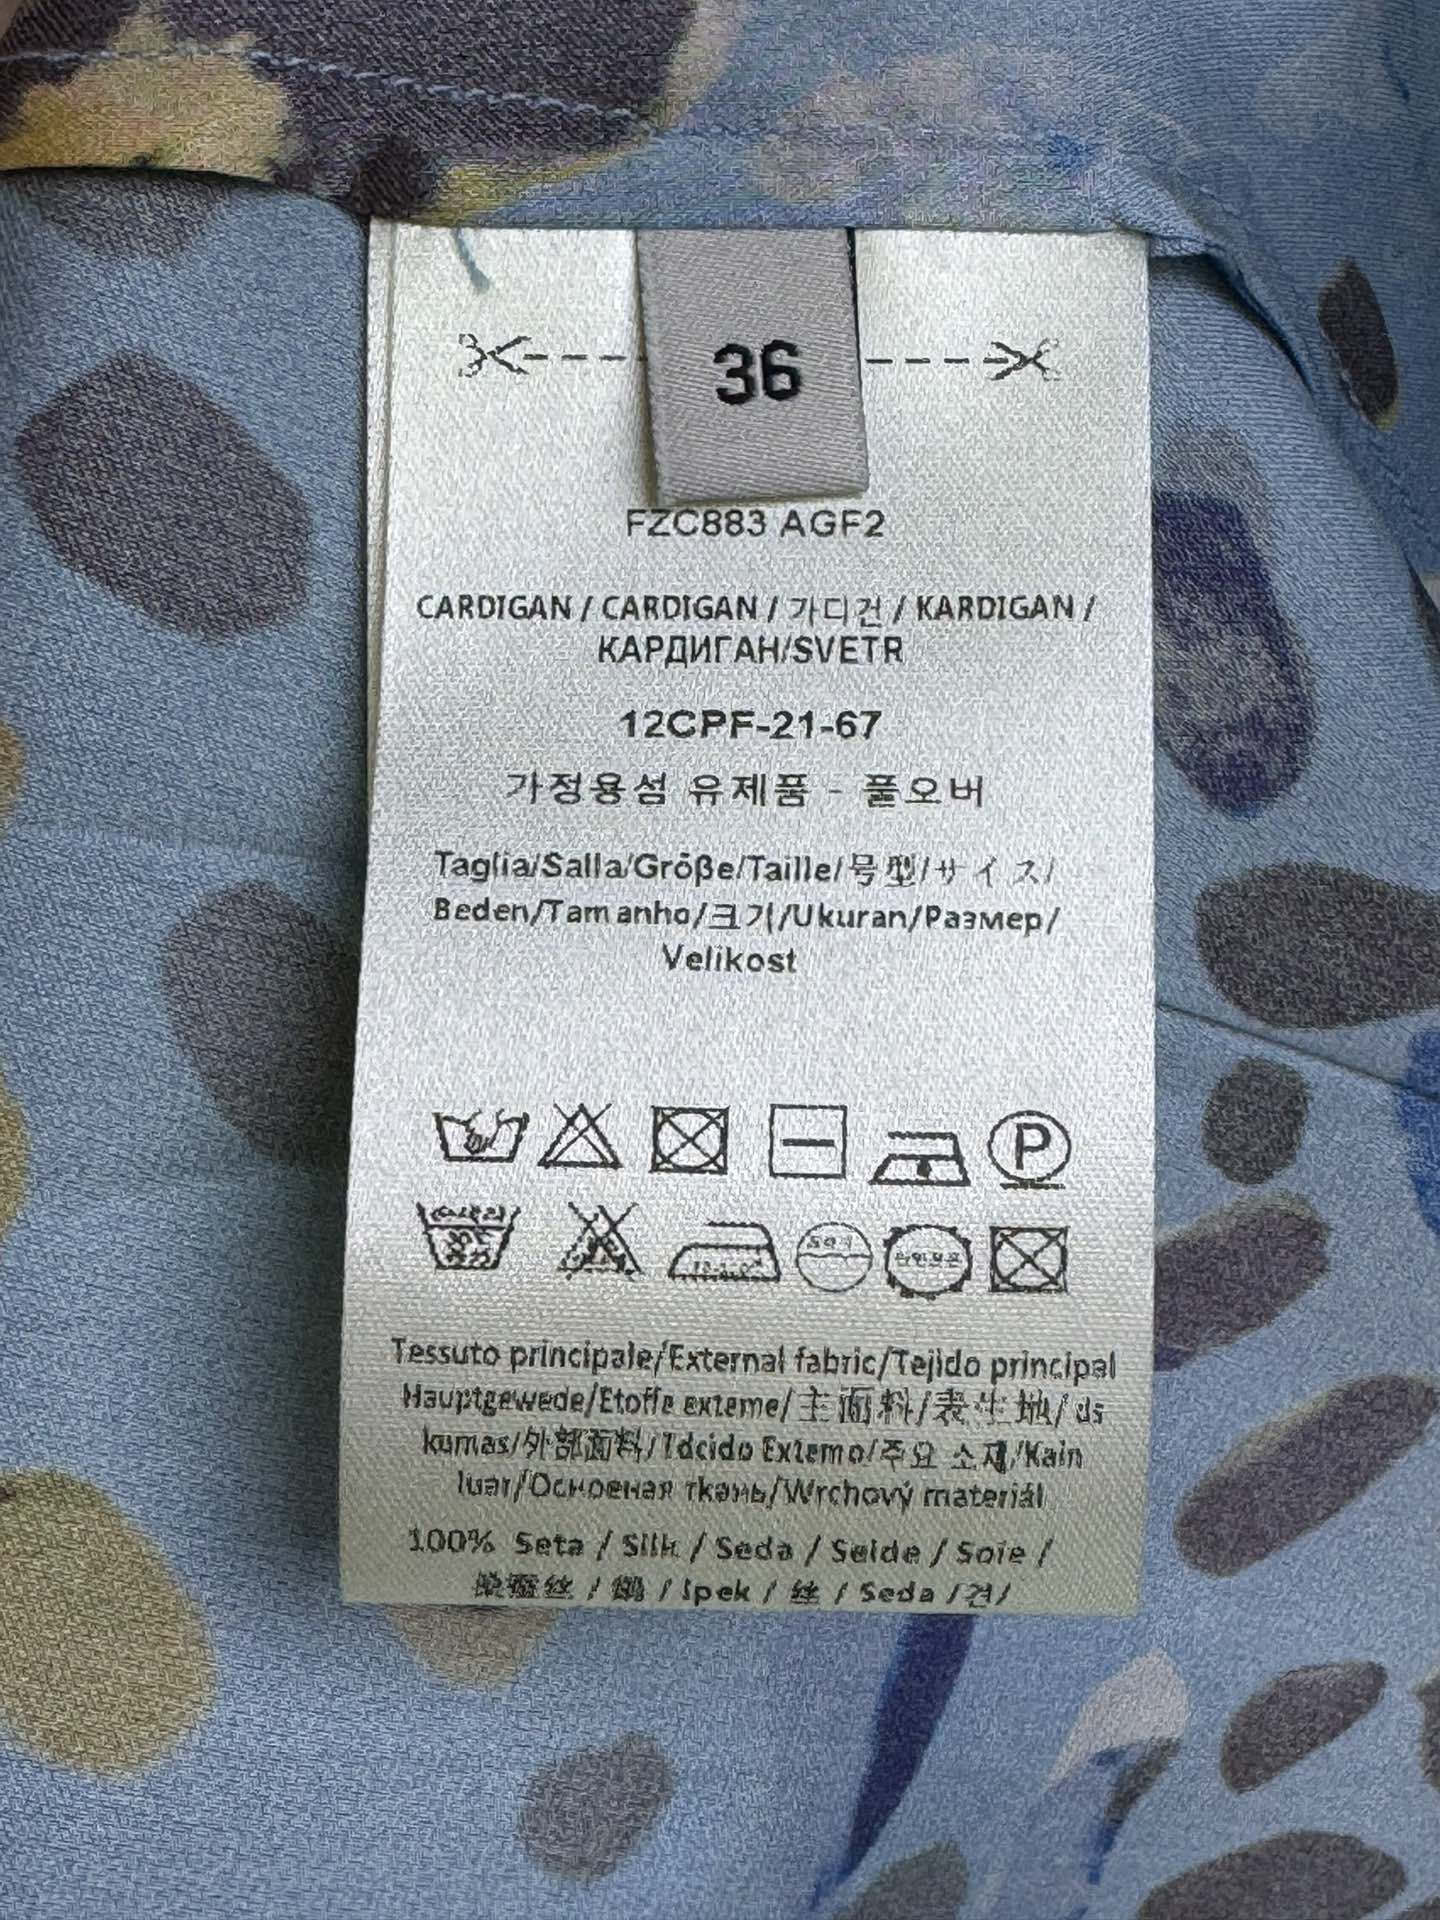 36
FZC883 AGF2
CARDIGAN / CARDIGAN / 가디건 / KARDIGAN /
КАРДИГАН/SVETR
12CPF-21-67
가정용섬 유제품 - 풀오버
Taglia/Salla/Größe/Taille/号型/サイズ/
Beden/Tamanho/크기/Ukuran/Размер/
Velikost
P
Tessuto principale/External fabric/Tejido principal
Hauptgewede/Etoffe exteme/主面料/表生地/ ds
kumas/外部面料/Tdcido Extemo/주요 소재/Kain
luar/Основная ткань/Wrchový materiál
100% Seta / Silk / Seda / Seide / Soie /
/ Ipek / 丝 / Seda /견/